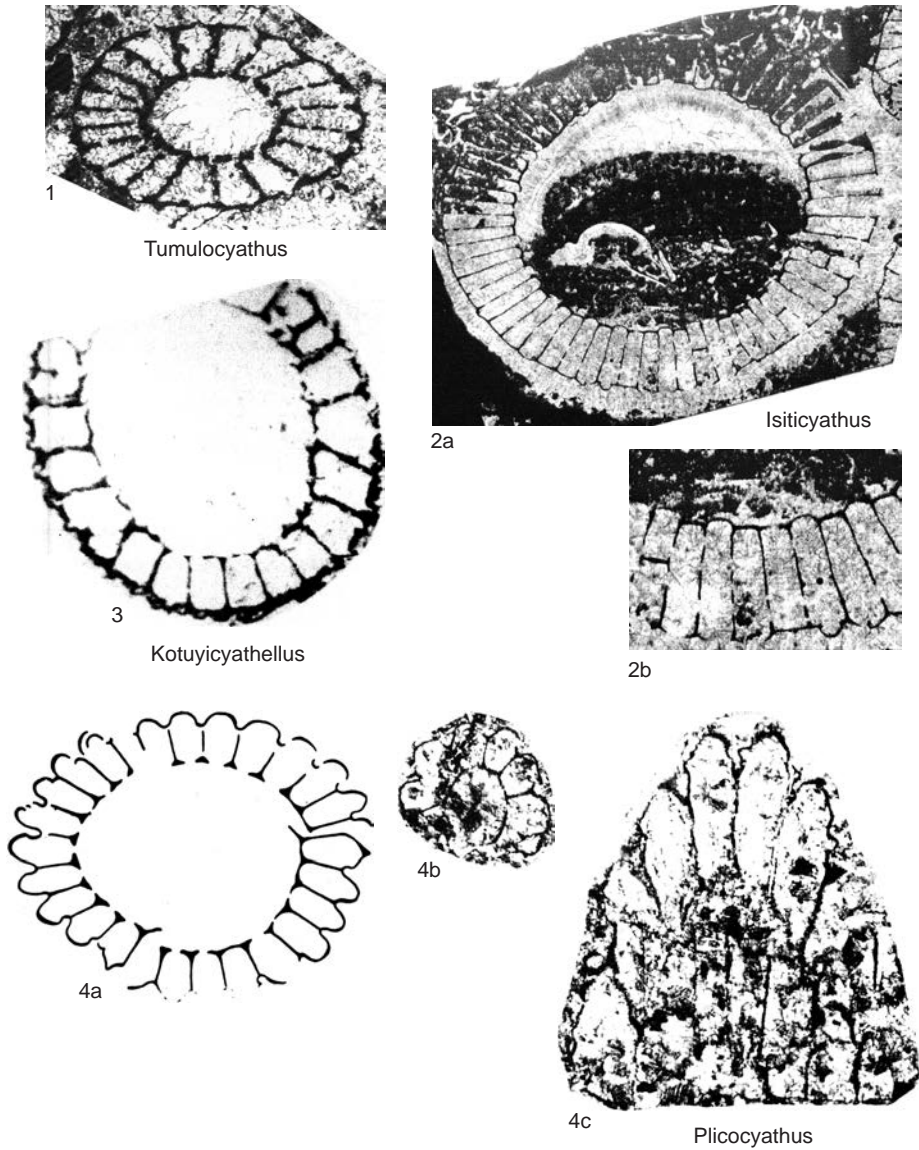 1
Tumulocyathus
2a
Isiticyathus
3
Kotuyicyathellus
2b
4a
4b
4c
Plicocyathus